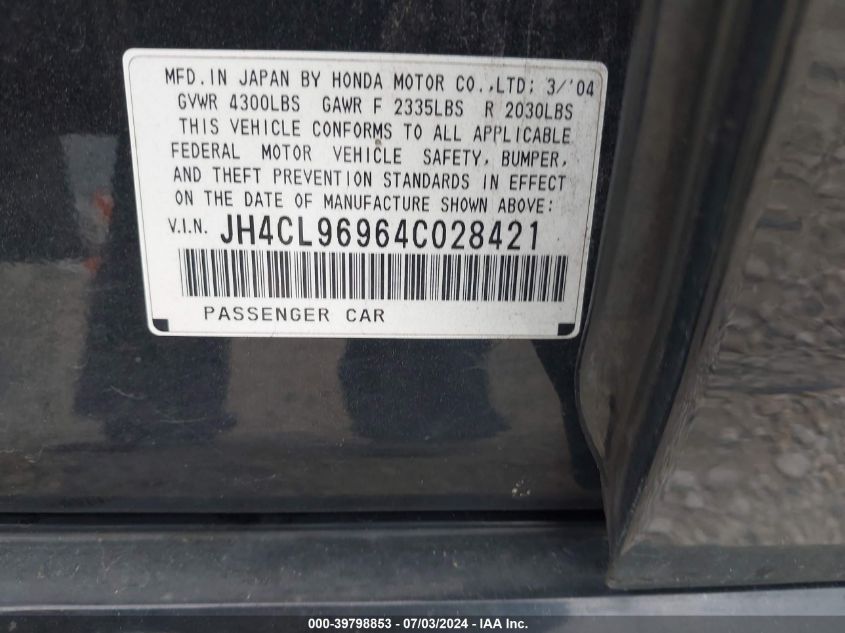 MFD. IN JAPAN BY HONDA MOTOR CO.,LTD: 3/'04
GVWR 4300LBS GAWR F 2335LBS R 2030LBS
THIS VEHICLE CONFORMS TO ALL APPLICABLE
FEDERAL MOTOR VEHICLE SAFETY, BUMPER,
AND THEFT PREVENTION STANDARDS IN EFFECT
ON THE DATE OF MANUFACTURE SHOWN ABOVE:
V.I.N. JH4CL96964C028421
PASSENGER CAR
000-39798853 - 07/03/2024 - IAA Inc.